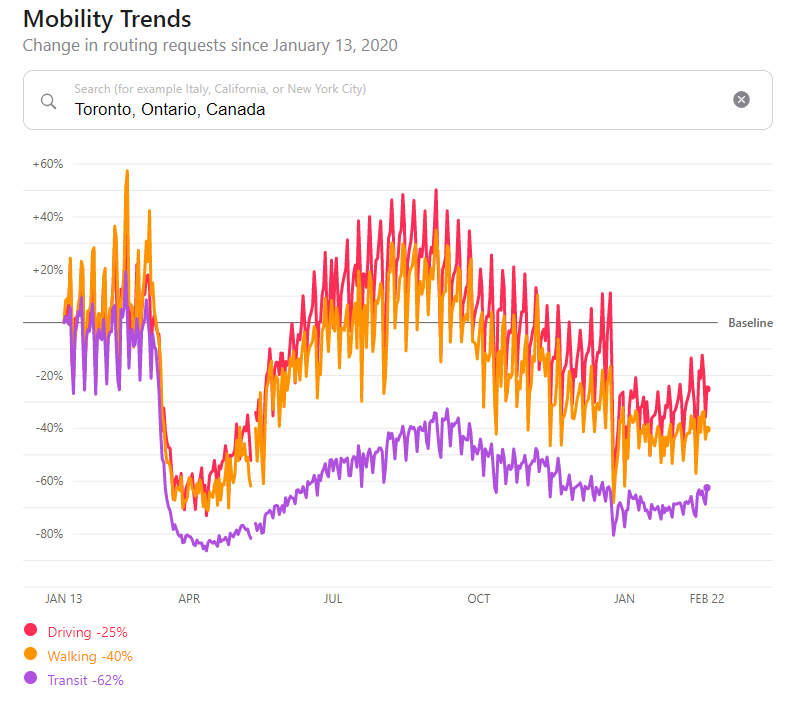 Mobility Trends
Change in routing requests since January 13, 2020
Search (for example Italy, California, or New York City)
Toronto, Ontario, Canada
+60%
+40%
+20%
Baseline
-20%
-40%
-60%
-80%
JAN 13 APR JUL OCT JAN FEB 22
Driving -25%
Walking -40%
Transit -62%